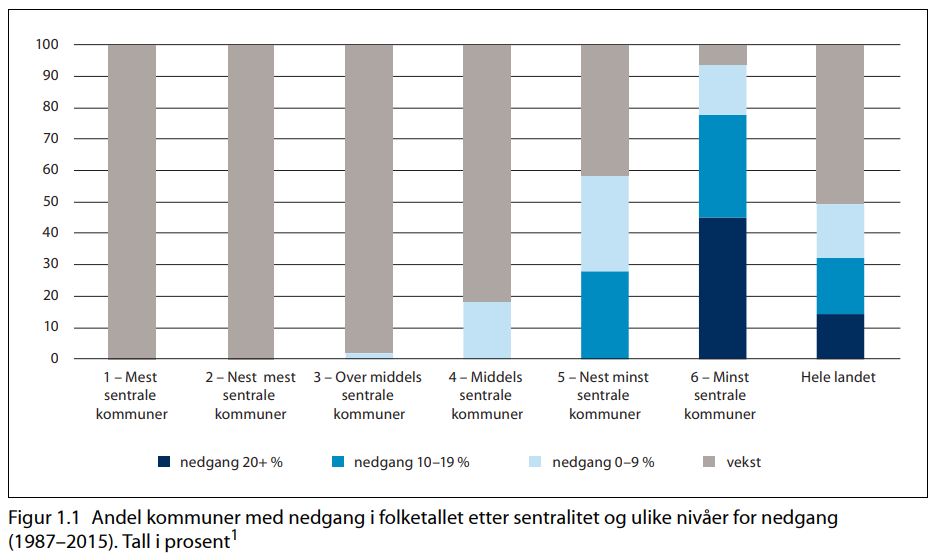 100
90
80
70
60
50
40
30
20
10
0
1 – Mest sentrale kommuner
2 – Nest mest sentrale kommuner
3 – Over middels sentrale kommuner
4 – Middels sentrale kommuner
5 – Nest minst sentrale kommuner
6 – Minst sentrale kommuner
Hele landet
nedgang 20+ %
nedgang 10–19 %
nedgang 0–9 %
vekst
Figur 1.1 Andel kommuner med nedgang i folketallet etter sentralitet og ulike nivåer for nedgang
(1987–2015). Tall i prosent¹